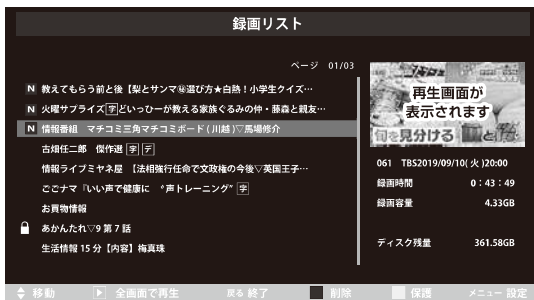 録画リスト
ページ 01/03
N 教えてもらう前と後【梨とサンマ㊙選び方★白熱！小学生クイズ…
N 火曜サプライズ字どいっひーが教える家族ぐるみの仲・藤森と親友…
N 情報番組 マチコミ三角マチコミボード(川越)▽馬場修介
古畑任二郎 傑作選 字 デ
情報ライブミヤネ屋 【法相強行任命で文政権の今後▽英国王子…
ごごナマ『いい声で健康に “声トレーニング” 字
お買物情報
あかんたれ▽9 第7話
生活情報15分【内容】梅真珠
再生画面が
表示されます
旬を見分ける
061 TBS2019/09/10(火)20:00
録画時間 0：43：49
録画容量 4.33GB
ディスク残量 361.58GB
移動 全画面で再生 戻る 終了 削除 保護 メニュー 設定